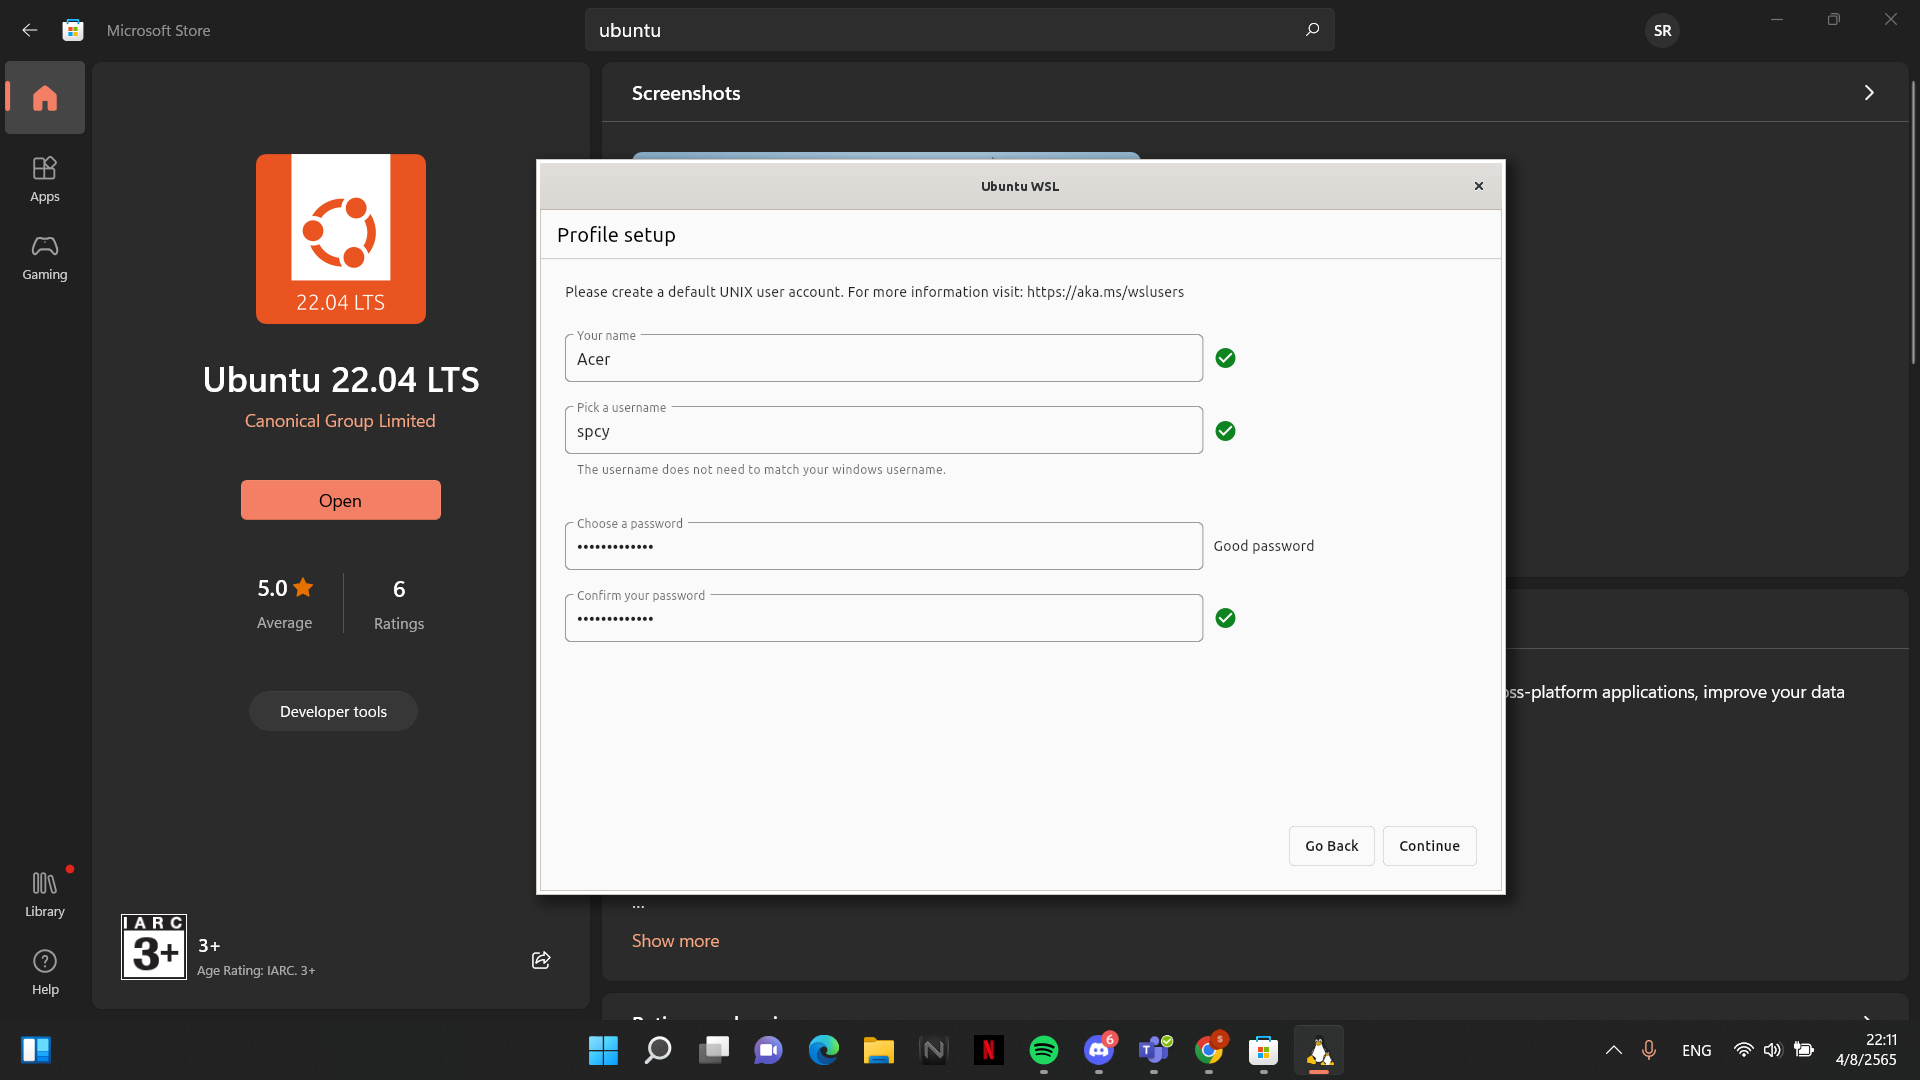 Microsoft Store
ubuntu
SR
Apps
Gaming
Library
Help
22.04 LTS
Ubuntu 22.04 LTS
Canonical Group Limited
Open
5.0
Average
6
Ratings
Developer tools
IARC
3+
3+
Age Rating: IARC. 3+
Screenshots
Ubuntu WSL
Profile setup
Please create a default UNIX user account. For more information visit: https://aka.ms/wslusers
Your name
Acer
Pick a username
spcy
The username does not need to match your windows username.
Choose a password
•••••••••••••
Good password
Confirm your password
•••••••••••••
Go Back
Continue
oss-platform applications, improve your data
...
Show more
6
S
ENG
22:11
4/8/2565